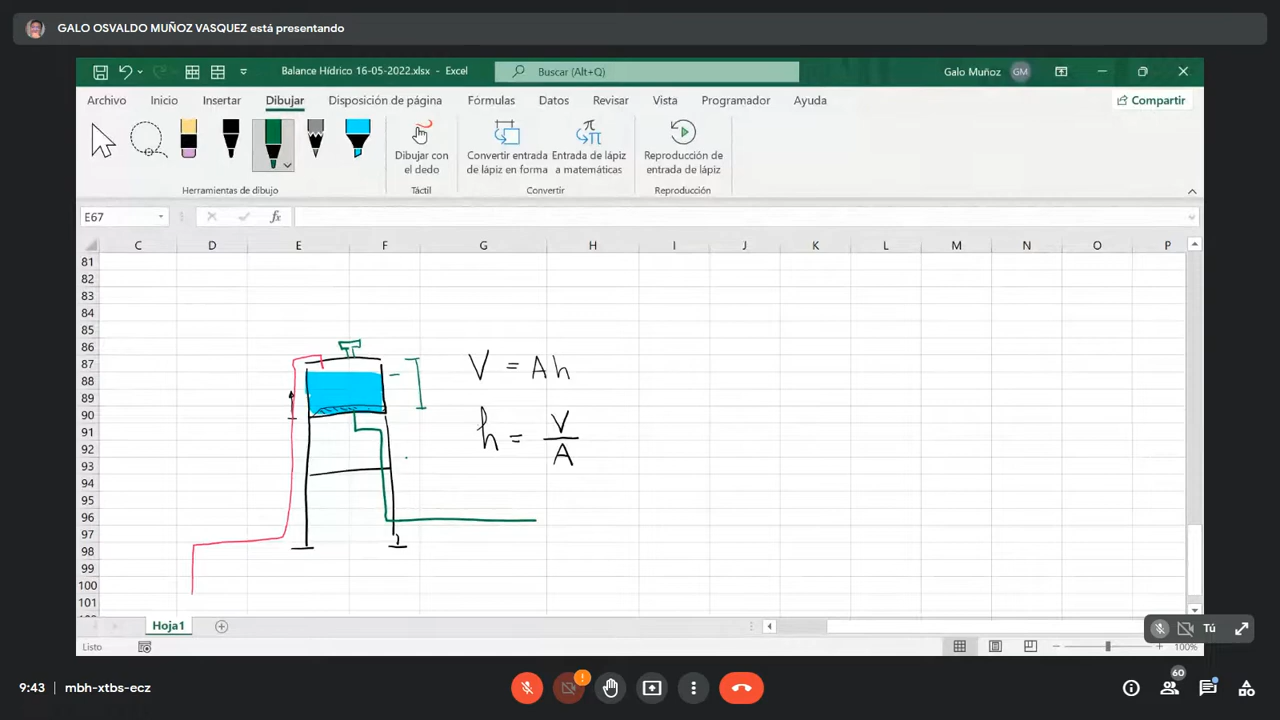 GALO OSVALDO MUÑOZ VASQUEZ está presentando
Balance Hídrico 16-05-2022.xlsx - Excel
Buscar (Alt+Q)
Galo Muñoz GM
Archivo Inicio Insertar Dibujar Disposición de página Fórmulas Datos Revisar Vista Programador Ayuda Compartir
Dibujar con el dedo
Convertir entrada de lápiz en forma
Entrada de lápiz a matemáticas
Reproducción de entrada de lápiz
Herramientas de dibujo Táctil Convertir Reproducción
E67 fx
C D E F G H I J K L M N O P
81
82
83
84
85
86
87
88
89
90
91
92
93
94
95
96
97
98
99
100
101
V = Ah
h = V/A
Hoja1
Tú
Listo 100%
9:43 mbh-xtbs-ecz 60